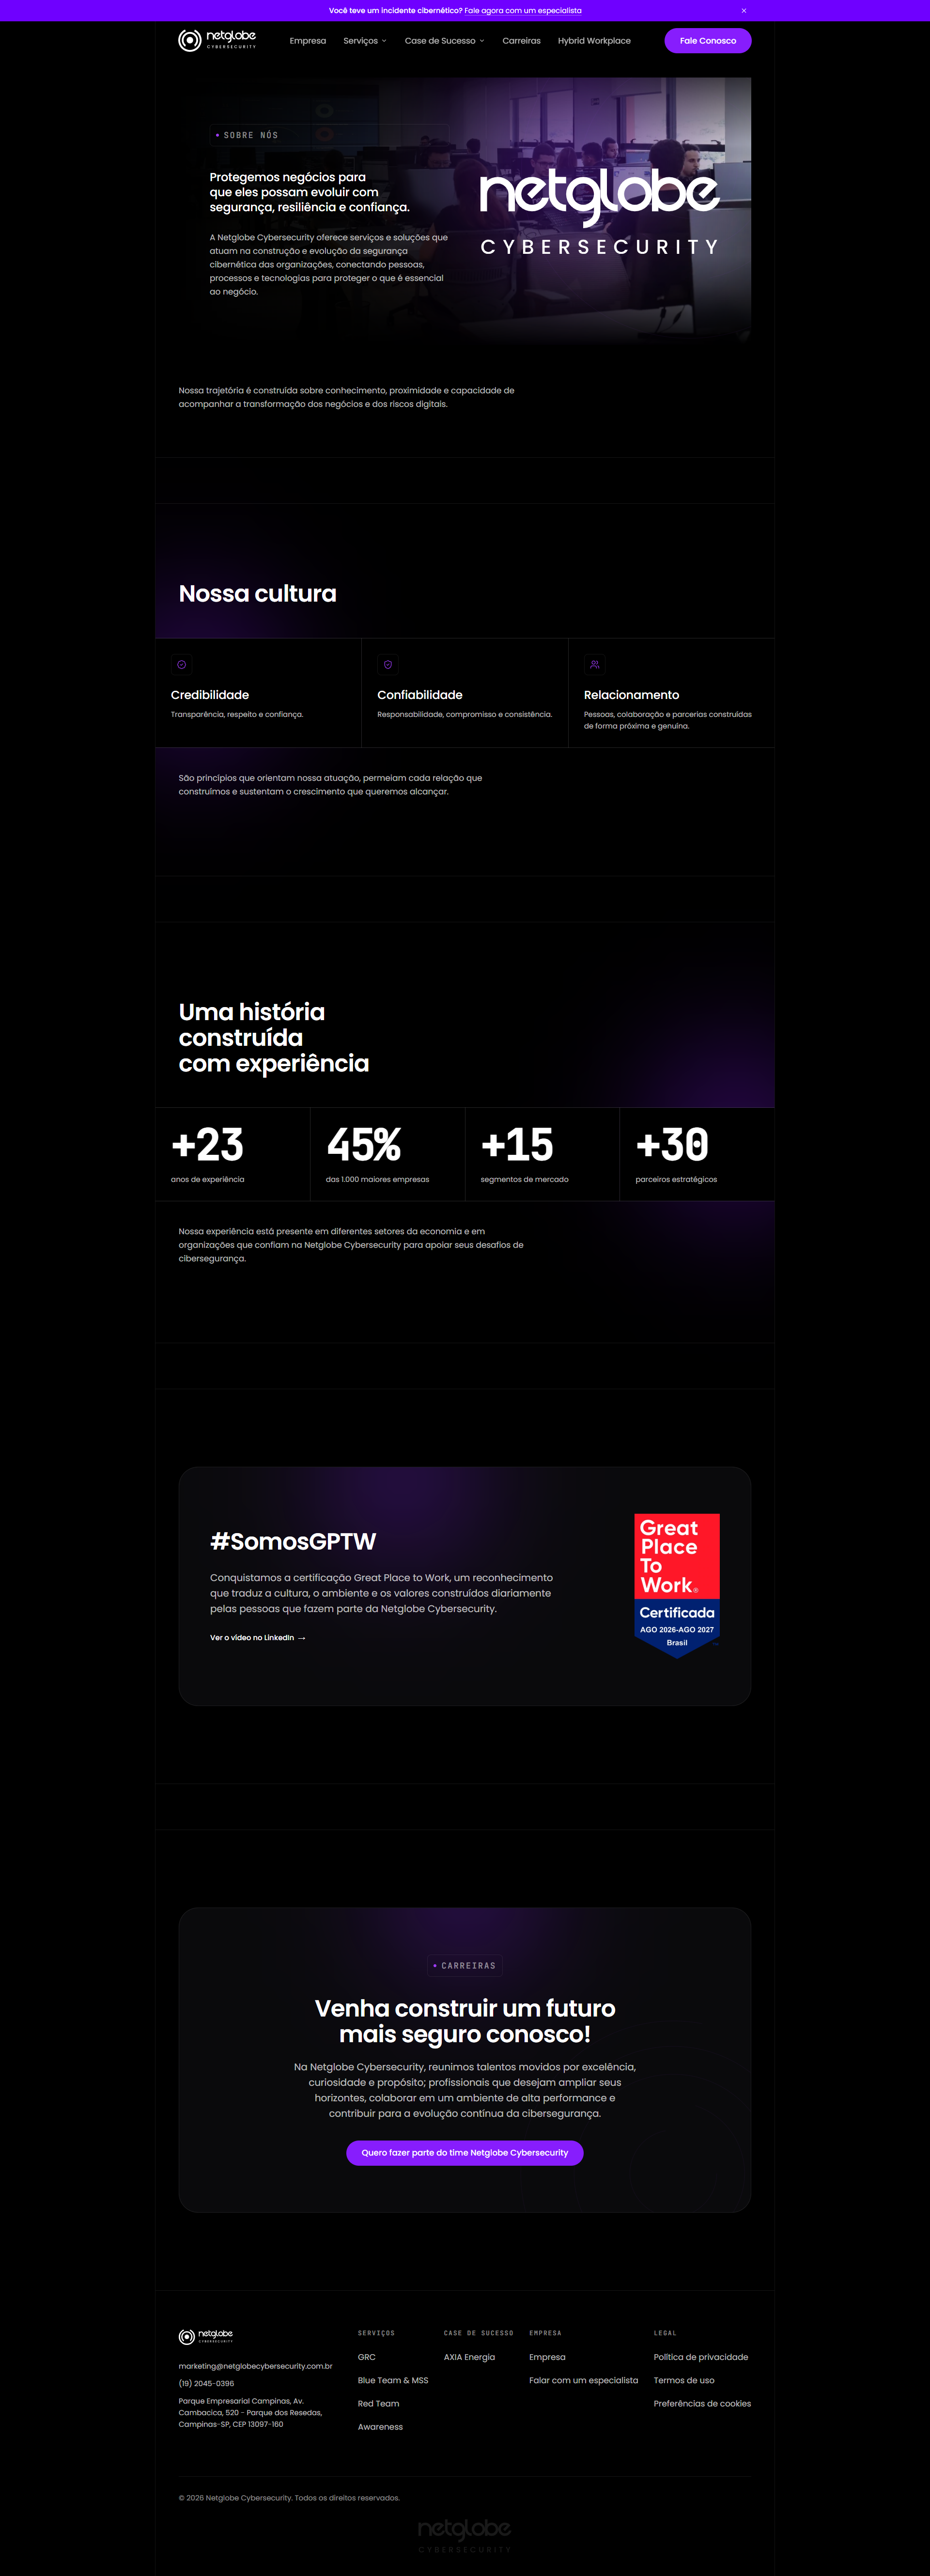 Você teve um incidente cibernético? Fale agora com um especialista
netglobe
CYBERSECURITY
Empresa
Serviços
Case de Sucesso
Carreiras
Hybrid Workplace
Fale Conosco
SOBRE NÓS
Protegemos negócios para
que eles possam evoluir com
segurança, resiliência e confiança.
A Netglobe Cybersecurity oferece serviços e soluções que
atuam na construção e evolução da segurança
cibernética das organizações, conectando pessoas,
processos e tecnologias para proteger o que é essencial
ao negócio.
netglobe
CYBERSECURITY
Nossa trajetória é construída sobre conhecimento, proximidade e capacidade de
acompanhar a transformação dos negócios e dos riscos digitais.
Nossa cultura
Credibilidade
Transparência, respeito e confiança.
Confiabilidade
Responsabilidade, compromisso e consistência.
Relacionamento
Pessoas, colaboração e parcerias construídas
de forma próxima e genuína.
São princípios que orientam nossa atuação, permeiam cada relação que
construímos e sustentam o crescimento que queremos alcançar.
Uma história
construída
com experiência
+23
anos de experiência
45%
das 1.000 maiores empresas
+15
segmentos de mercado
+30
parceiros estratégicos
Nossa experiência está presente em diferentes setores da economia e em
organizações que confiam na Netglobe Cybersecurity para apoiar seus desafios de
cibersegurança.
#SomosGPTW
Conquistamos a certificação Great Place to Work, um reconhecimento
que traduz a cultura, o ambiente e os valores construídos diariamente
pelas pessoas que fazem parte da Netglobe Cybersecurity.
Ver o vídeo no LinkedIn →
Great
Place
To
Work®
Certificada
AGO 2026-AGO 2027
Brasil
CARREIRAS
Venha construir um futuro
mais seguro conosco!
Na Netglobe Cybersecurity, reunimos talentos movidos por excelência,
curiosidade e propósito; profissionais que desejam ampliar seus
horizontes, colaborar em um ambiente de alta performance e
contribuir para a evolução contínua da cibersegurança.
Quero fazer parte do time Netglobe Cybersecurity
netglobe
CYBERSECURITY
marketing@netglobecybersecurity.com.br
(19) 2045-0396
Parque Empresarial Campinas, Av.
Cambacica, 520 - Parque dos Resedas,
Campinas-SP, CEP 13097-160
SERVIÇOS
GRC
Blue Team & MSS
Red Team
Awareness
CASE DE SUCESSO
AXIA Energia
EMPRESA
Empresa
Falar com um especialista
LEGAL
Política de privacidade
Termos de uso
Preferências de cookies
© 2026 Netglobe Cybersecurity. Todos os direitos reservados.
netglobe
CYBERSECURITY